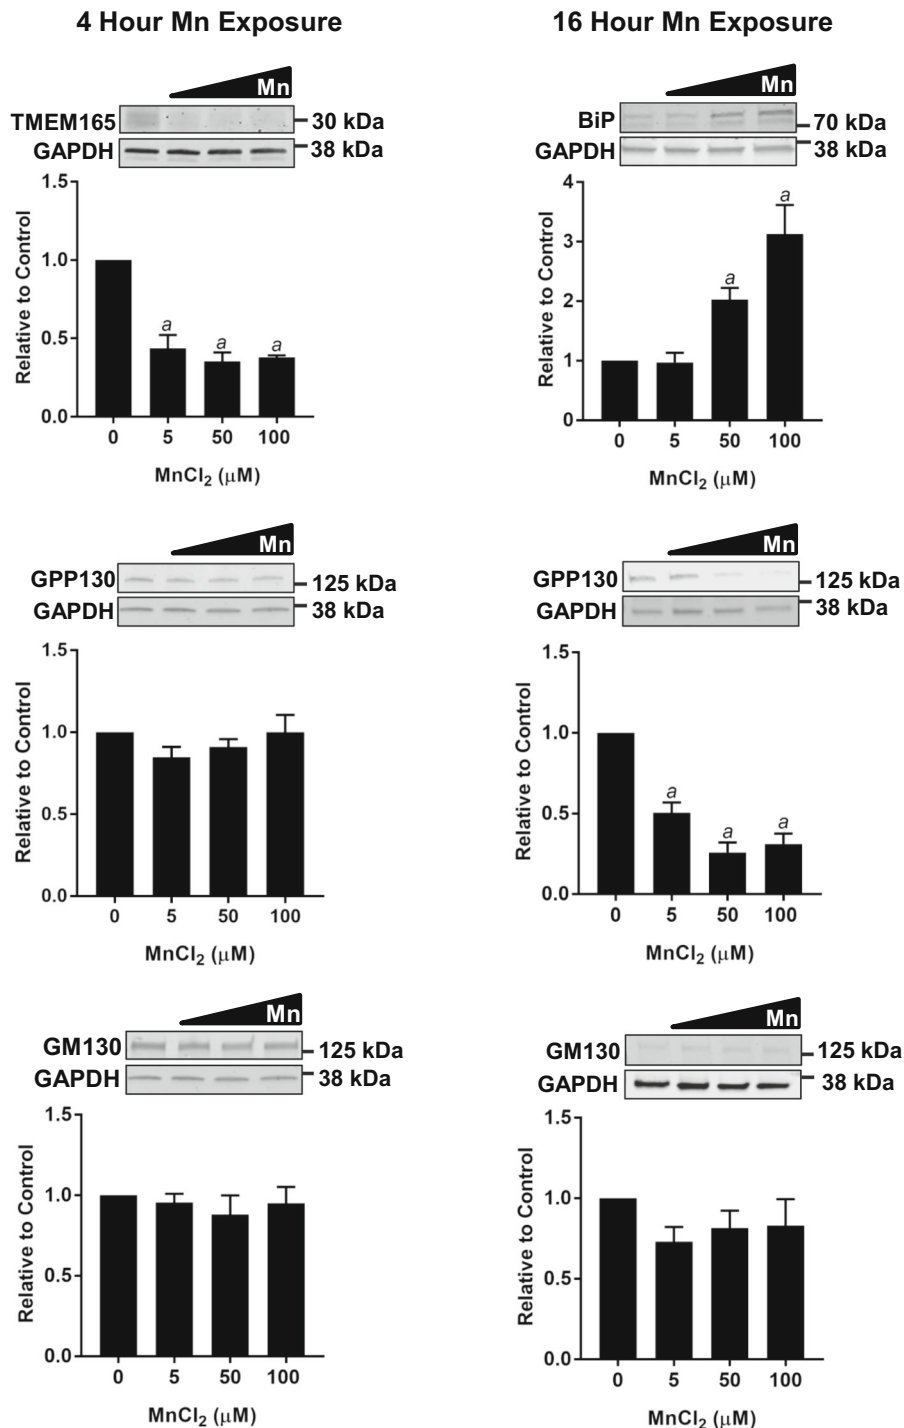 4 Hour Mn Exposure
16 Hour Mn Exposure
Mn
TMEM165
30 kDa
GAPDH
38 kDa
1.5
1.0
0.5
0.0
Relative to Control
a
a
a
0 5 50 100
MnCl₂ (μM)
Mn
BiP
70 kDa
GAPDH
38 kDa
4
3
2
1
0
Relative to Control
a
a
0 5 50 100
MnCl₂ (μM)
Mn
GPP130
125 kDa
GAPDH
38 kDa
1.5
1.0
0.5
0.0
Relative to Control
0 5 50 100
MnCl₂ (μM)
Mn
GPP130
125 kDa
GAPDH
38 kDa
1.5
1.0
0.5
0.0
Relative to Control
a
a
a
0 5 50 100
MnCl₂ (μM)
Mn
GM130
125 kDa
GAPDH
38 kDa
1.5
1.0
0.5
0.0
Relative to Control
0 5 50 100
MnCl₂ (μM)
Mn
GM130
125 kDa
GAPDH
38 kDa
1.5
1.0
0.5
0.0
Relative to Control
0 5 50 100
MnCl₂ (μM)